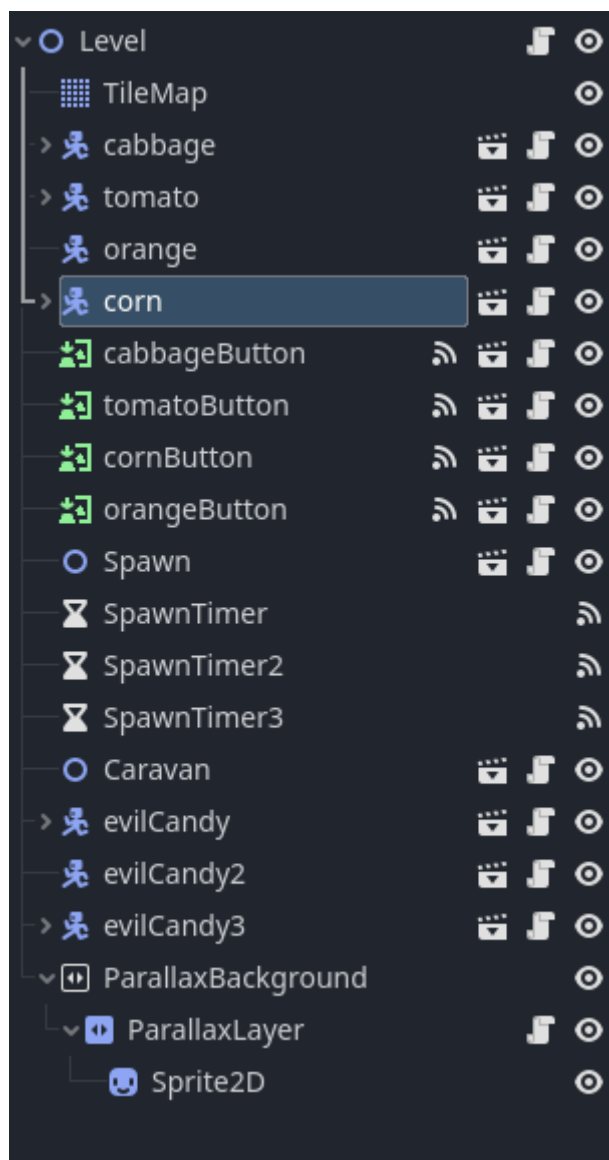 Level
TileMap
cabbage
tomato
orange
corn
cabbageButton
tomatoButton
cornButton
orangeButton
Spawn
SpawnTimer
SpawnTimer2
SpawnTimer3
Caravan
evilCandy
evilCandy2
evilCandy3
ParallaxBackground
ParallaxLayer
Sprite2D